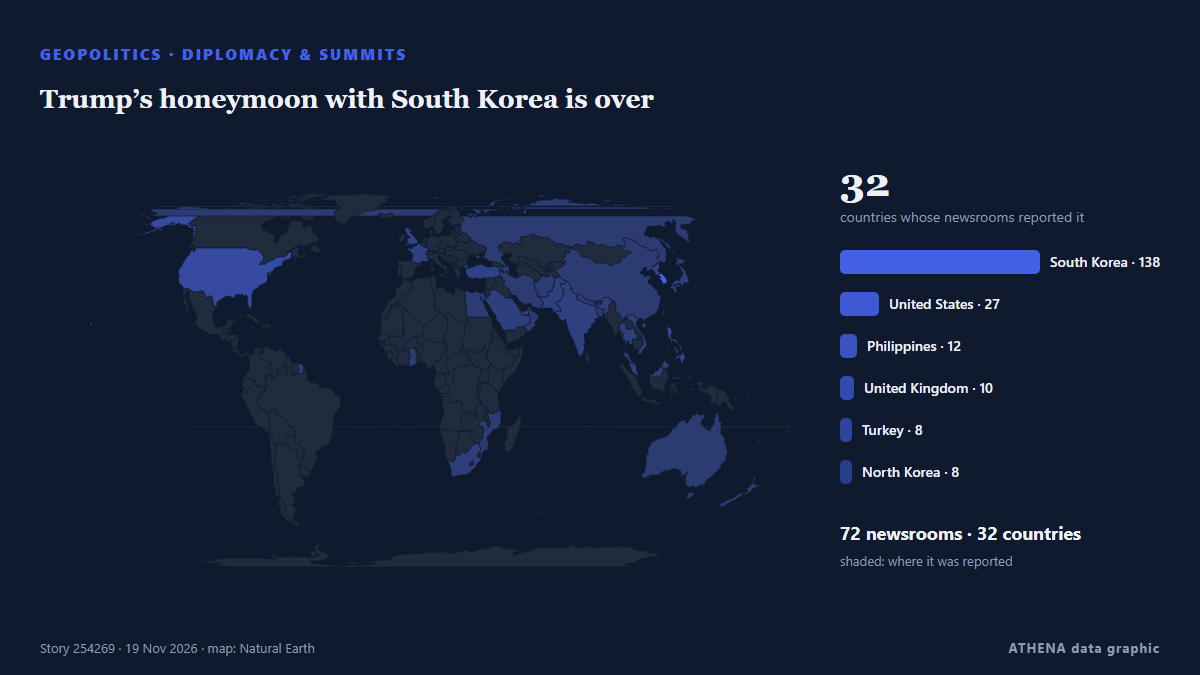 GEOPOLITICS · DIPLOMACY & SUMMITS
Trump’s honeymoon with South Korea is over
32
countries whose newsrooms reported it
South Korea · 138
United States · 27
Philippines · 12
United Kingdom · 10
Turkey · 8
North Korea · 8
72 newsrooms · 32 countries
shaded: where it was reported
Story 254269 · 19 Nov 2026 · map: Natural Earth
ATHENA data graphic